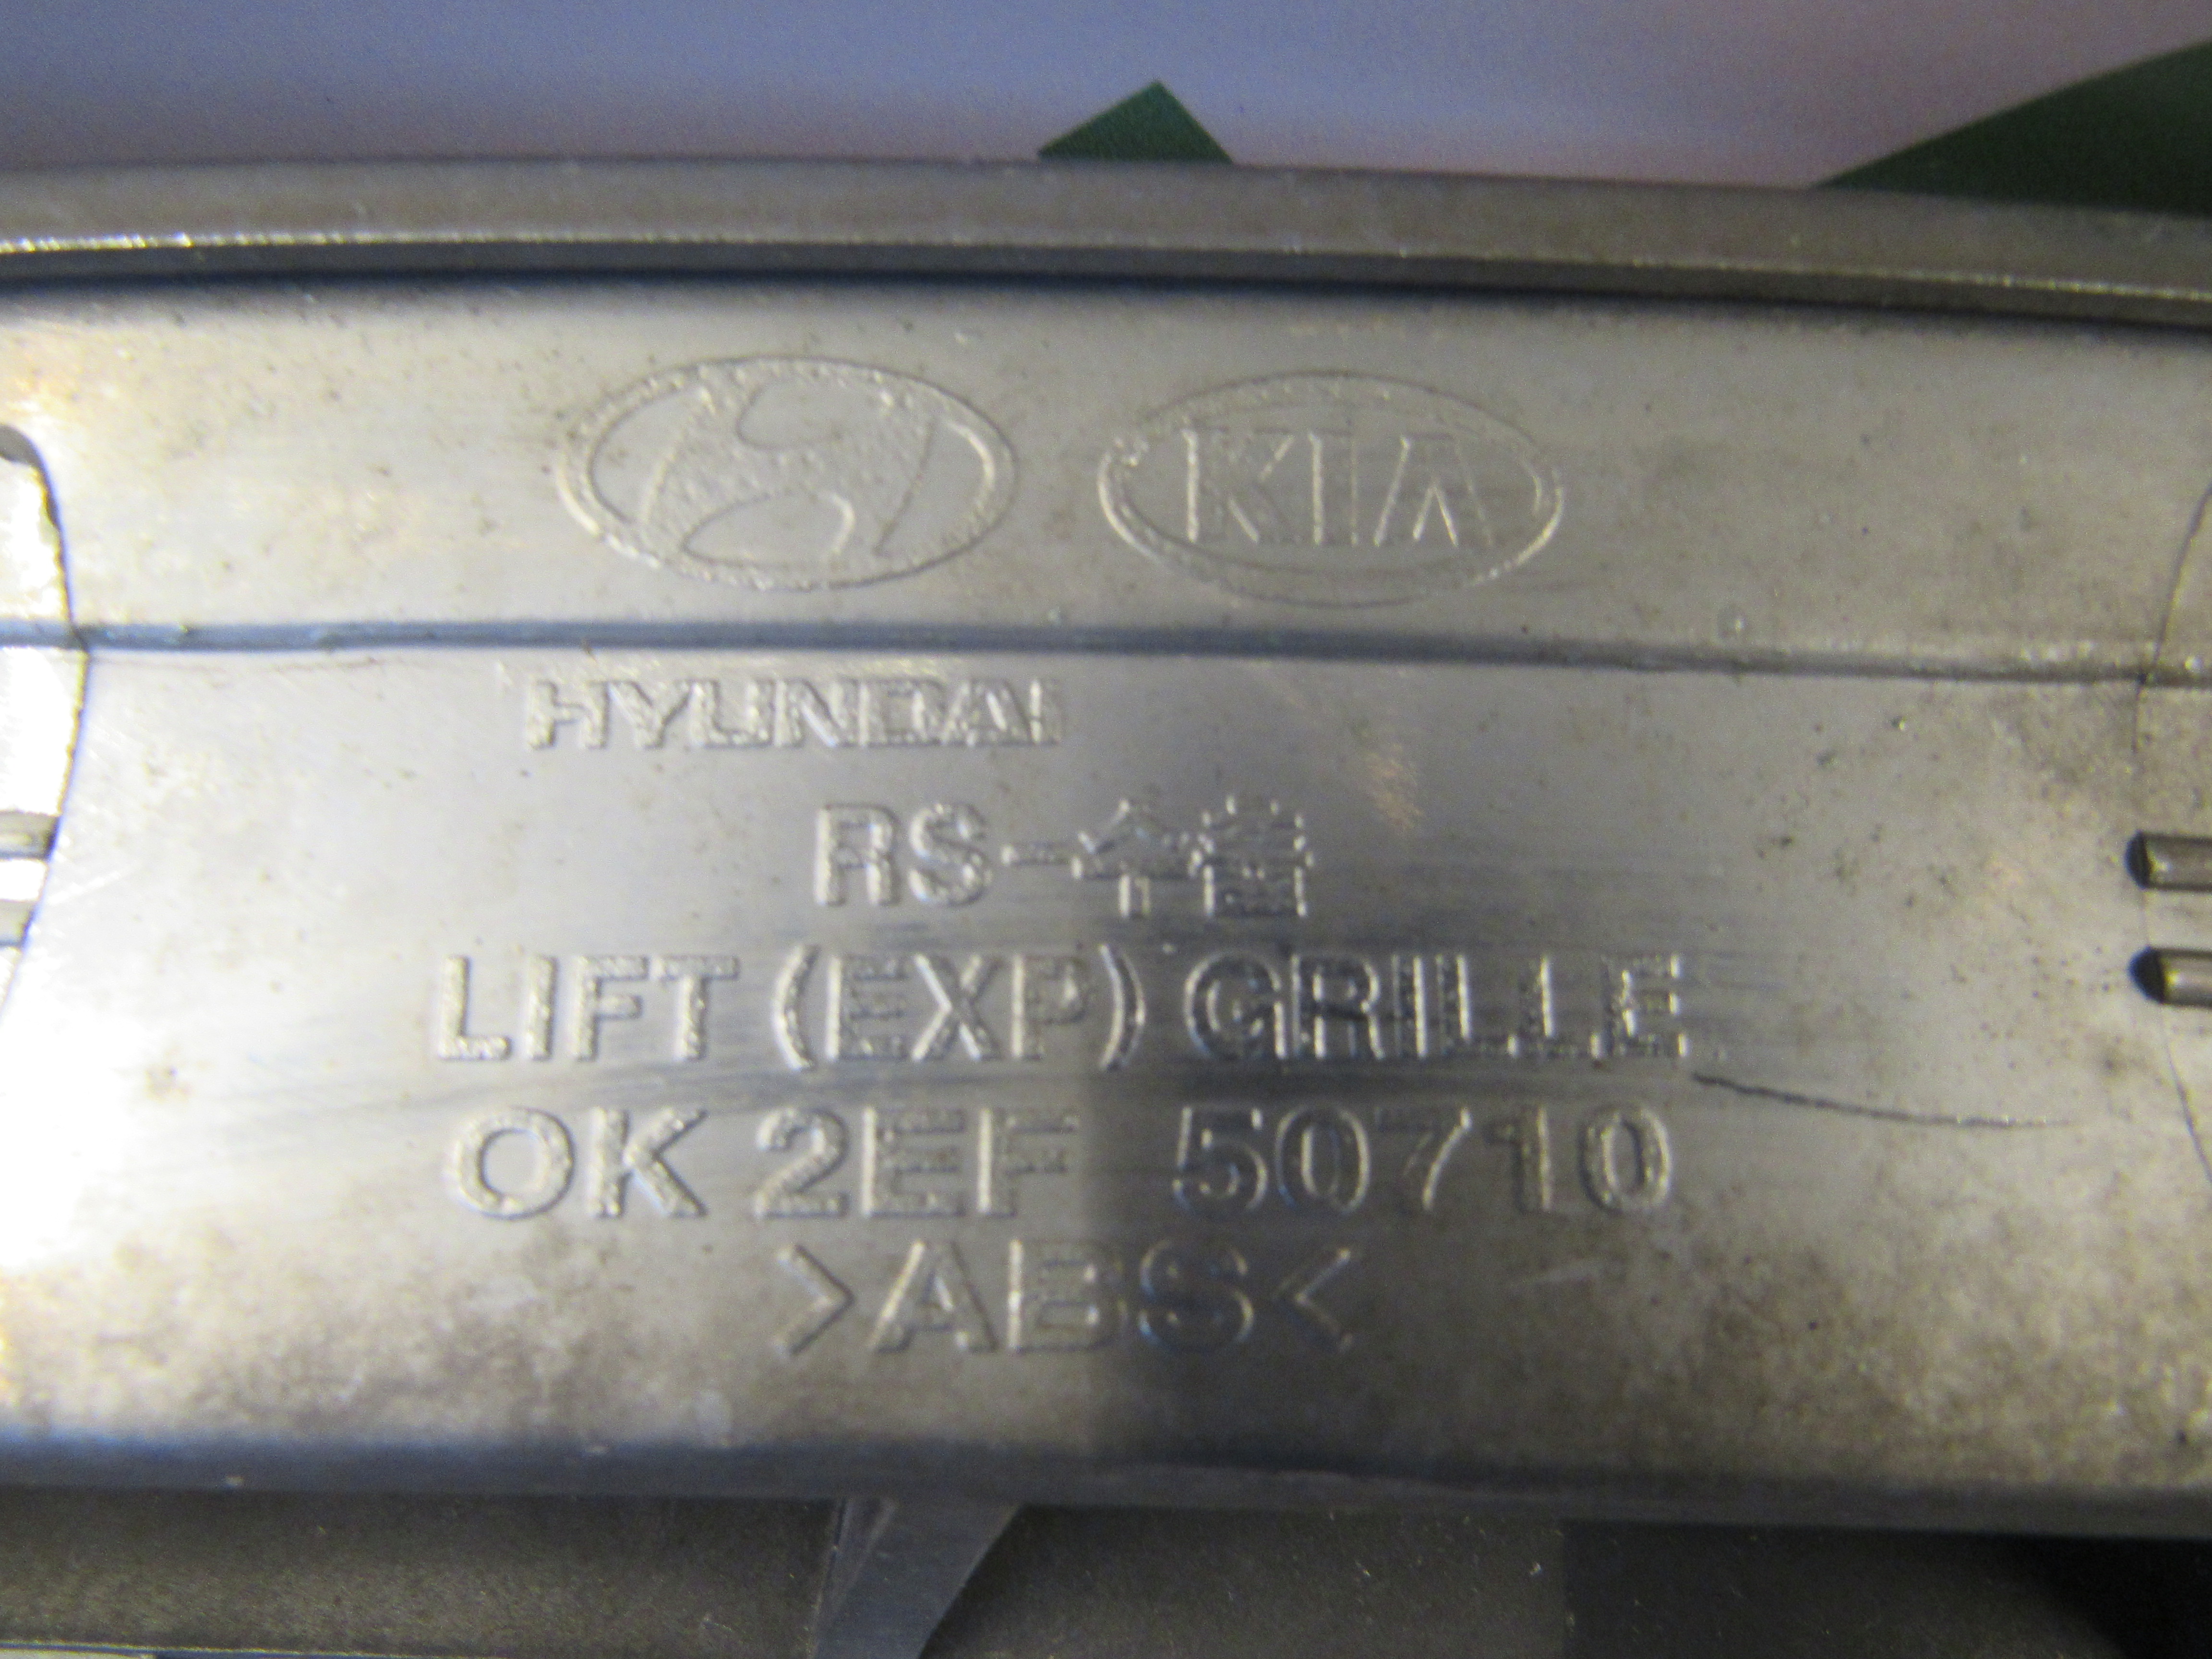 KIA
HYUNDAI
RS-수출
LIFT (EXP) GRILLE
OK 2EF 50710
>ABS<